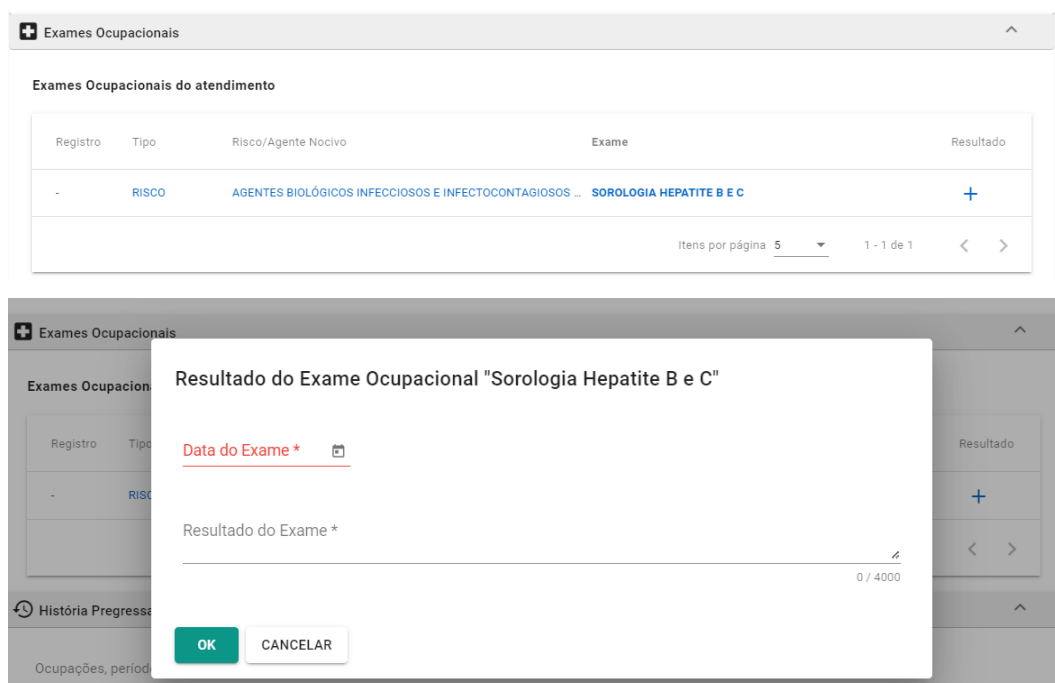 Exames Ocupacionais
Exames Ocupacionais do atendimento
Registro Tipo Risco/Agente Nocivo Exame Resultado
- RISCO AGENTES BIOLÓGICOS INFECCIOSOS E INFECTOCONTAGIOSOS ... SOROLOGIA HEPATITE B E C +
Itens por página 5 1 - 1 de 1
Exames Ocupacionais
Exames Ocupacion
Resultado do Exame Ocupacional "Sorologia Hepatite B e C"
Registro Tipo Resultado
Data do Exame *
- RISC +
Resultado do Exame *
0 / 4000
História Pregressa
OK CANCELAR
Ocupações, períod